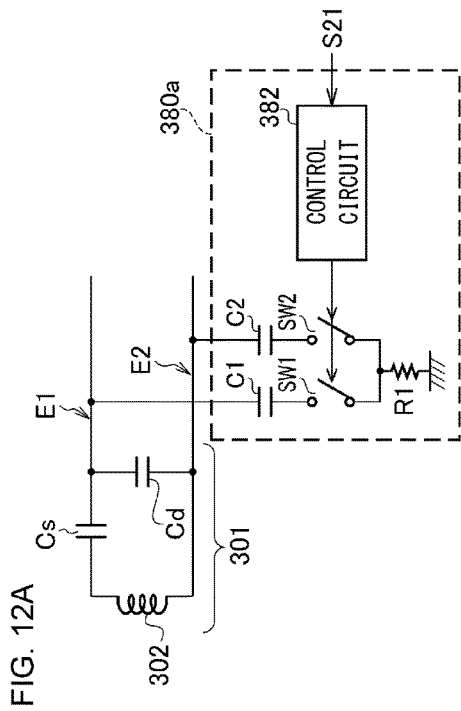 FIG. 12A
302
301
Cs
Cd
E1
E2
C1
C2
SW1
SW2
R1
380a
382
CONTROL
CIRCUIT
S21